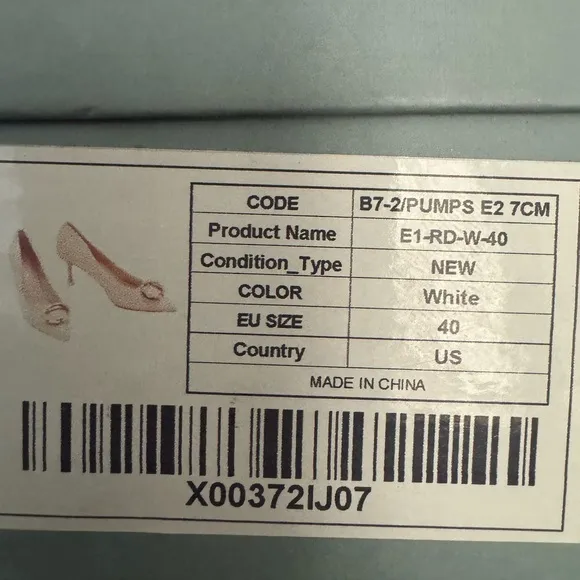 CODE B7-2/PUMPS E2 7CM
Product Name E1-RD-W-40
Condition_Type NEW
COLOR White
EU SIZE 40
Country US
MADE IN CHINA
X00372IJ07